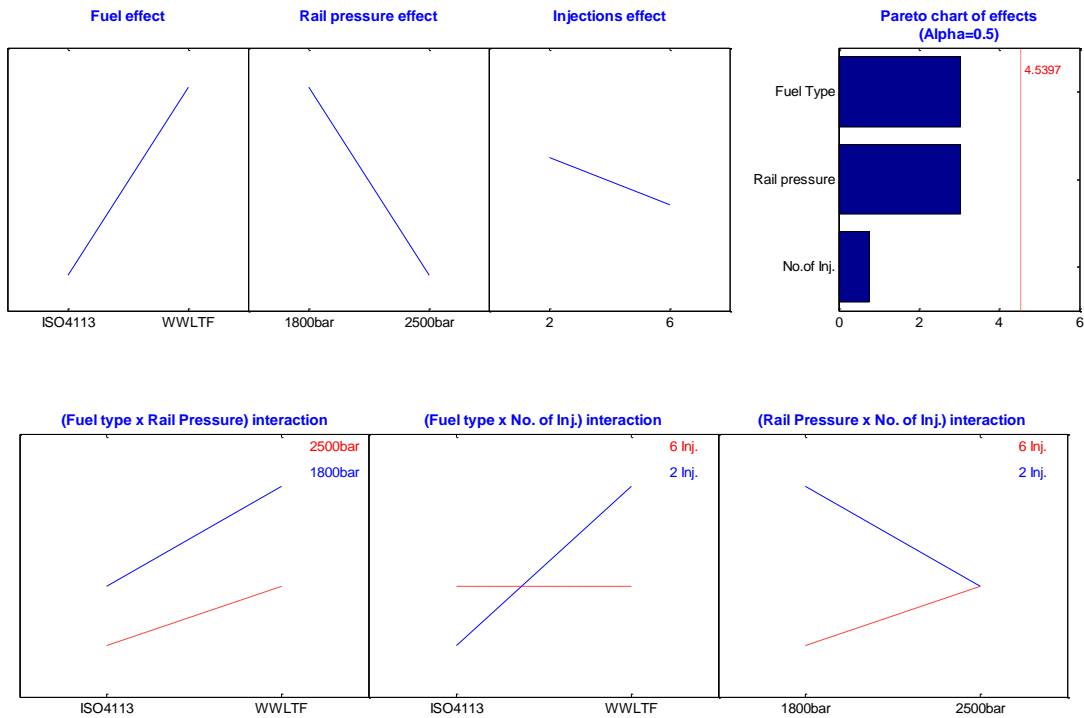 Fuel effect
Rail pressure effect
Injections effect
Pareto chart of effects
(Alpha=0.5)
4.5397
Fuel Type
Rail pressure
No.of Inj.
ISO4113
WWLTF
1800bar
2500bar
2
6
0
2
4
6
(Fuel type x Rail Pressure) interaction
(Fuel type x No. of Inj.) interaction
(Rail Pressure x No. of Inj.) interaction
2500bar
1800bar
6 Inj.
2 Inj.
6 Inj.
2 Inj.
ISO4113
WWLTF
ISO4113
WWLTF
1800bar
2500bar